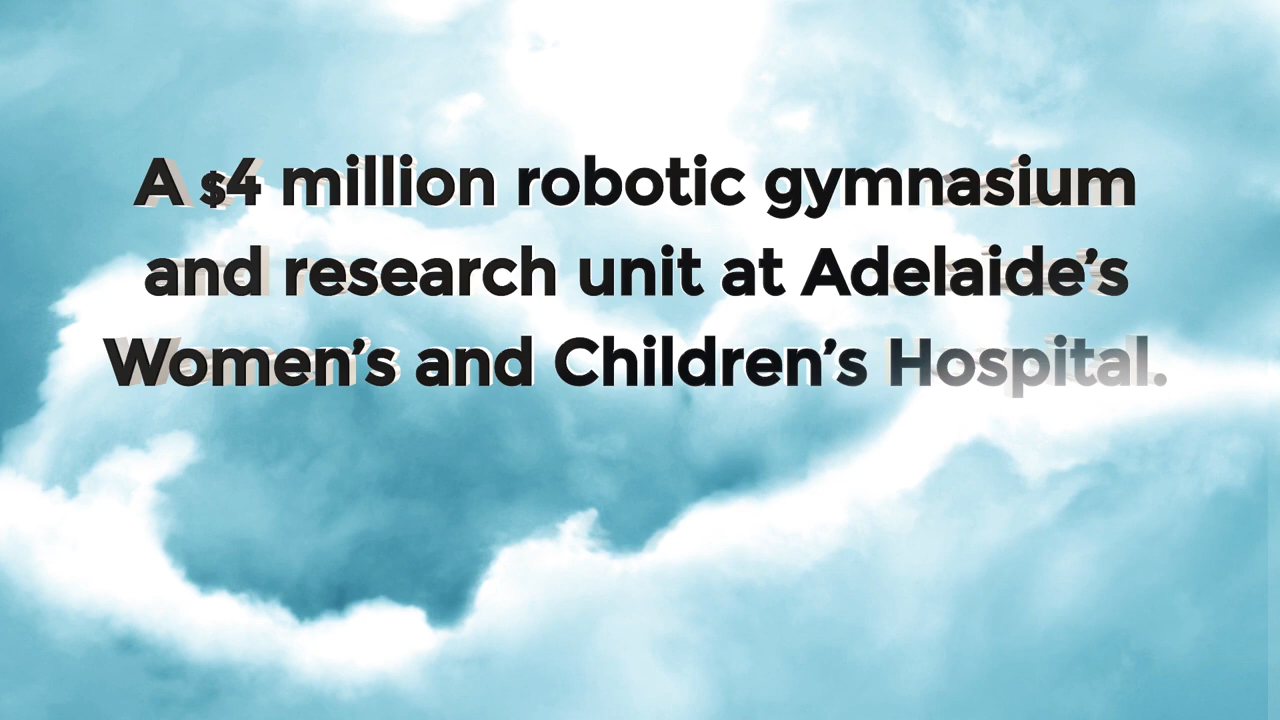 A $4 million robotic gymnasium
and research unit at Adelaide’s
Women’s and Children’s Hospital.